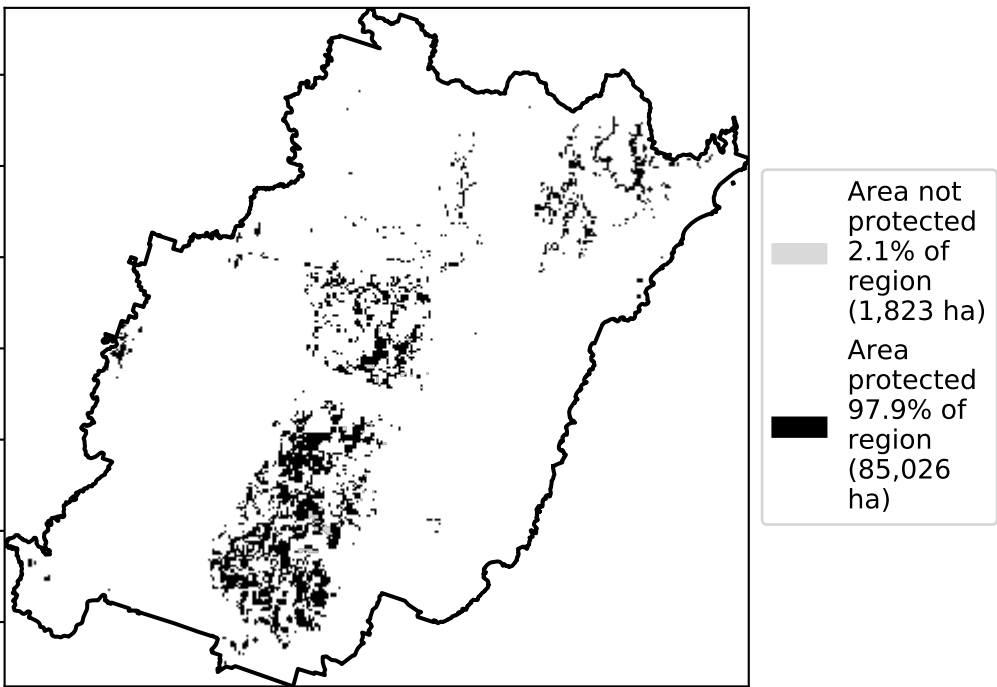 Area not
protected
2.1% of
region
(1,823 ha)
Area
protected
97.9% of
region
(85,026
ha)